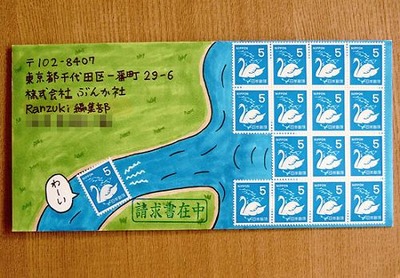 〒102-8407
東京都千代田区一番町29-6
株式会社 ぶんか社
Ranzuki 編集部
わーい
請求書在中
5
NIPPON
日本郵便